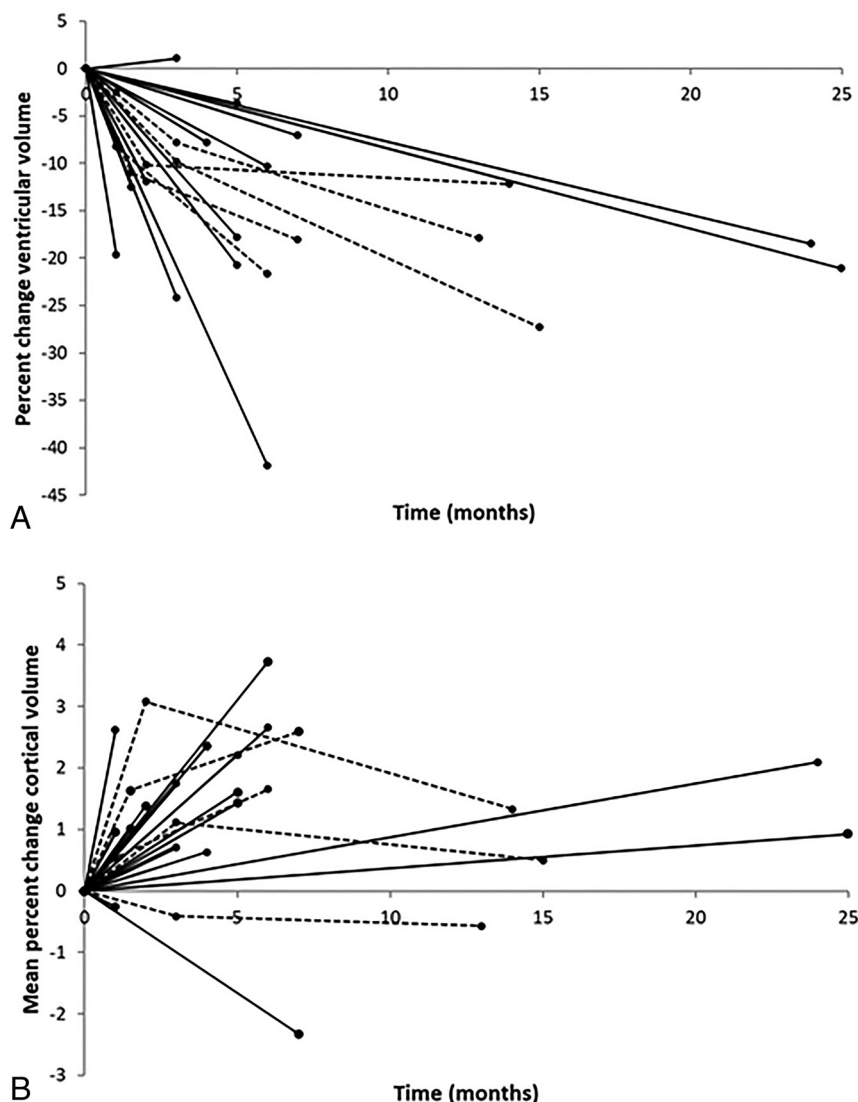 5
0
0 5 10 15 20 25
-5
-10
-15
-20
-25
-30
-35
-40
-45
Percent change ventricular volume
Time (months)
A
5
4
3
2
1
0
0 5 10 15 20 25
-1
-2
-3
Mean percent change cortical volume
Time (months)
B